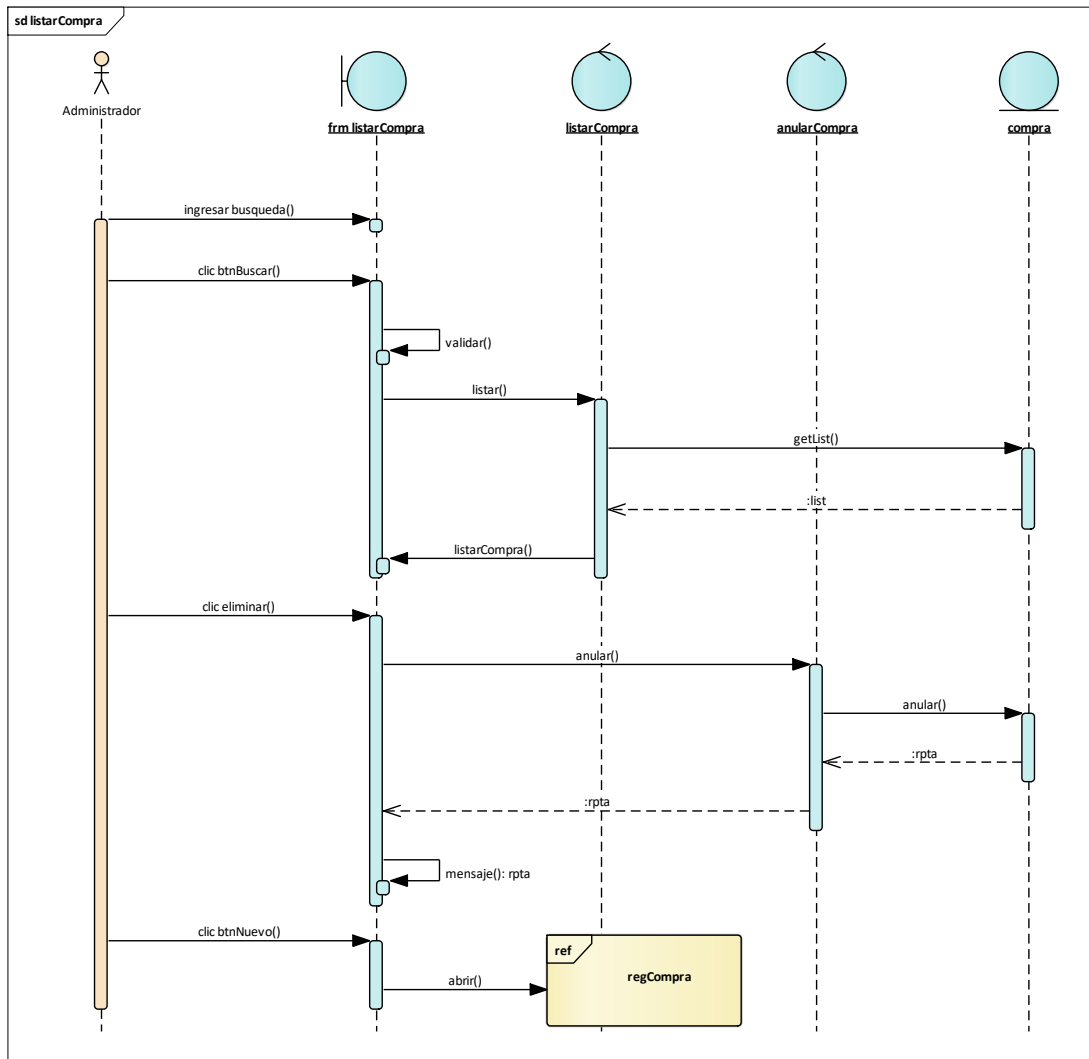 sd listarCompra
Administrador
frm listarCompra
listarCompra
anularCompra
compra
ingresar busqueda()
clic btnBuscar()
validar()
listar()
getList()
:list
listarCompra()
clic eliminar()
anular()
anular()
:rpta
:rpta
mensaje(): rpta
clic btnNuevo()
ref
regCompra
abrir()